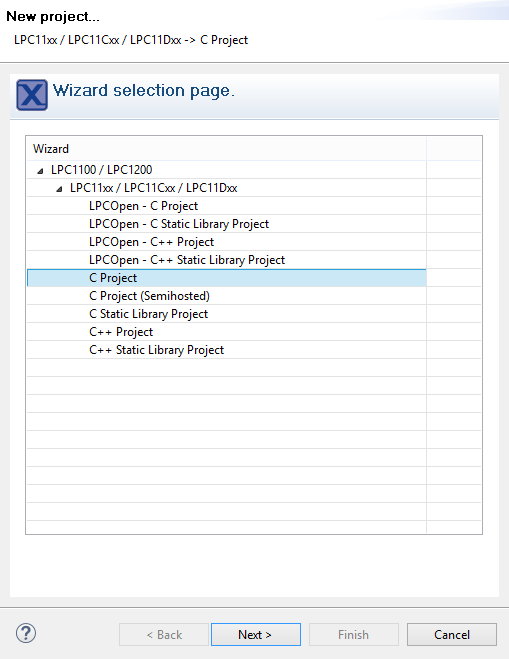 New project...
LPC11xx / LPC11Cxx / LPC11Dxx -> C Project
X Wizard selection page.
Wizard
LPC1100 / LPC1200
LPC11xx / LPC11Cxx / LPC11Dxx
LPCOpen - C Project
LPCOpen - C Static Library Project
LPCOpen - C++ Project
LPCOpen - C++ Static Library Project
C Project
C Project (Semihosted)
C Static Library Project
C++ Project
C++ Static Library Project
? < Back Next > Finish Cancel